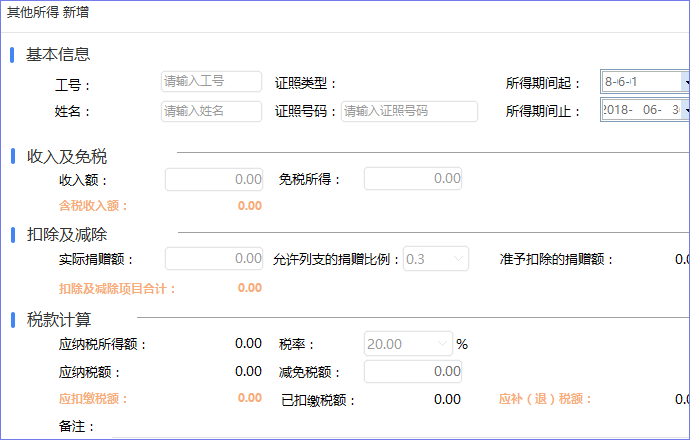 其他所得 新增
基本信息
工号： 请输入工号 证照类型： 所得期间起： 8-6-1
姓名： 请输入姓名 证照号码： 请输入证照号码 所得期间止： 2018- 06- 30
收入及免税
收入额： 0.00 免税所得： 0.00
含税收入额： 0.00
扣除及减除
实际捐赠额： 0.00 允许列支的捐赠比例： 0.3 准予扣除的捐赠额： 0.0
扣除及减除项目合计： 0.00
税款计算
应纳税所得额： 0.00 税率： 20.00 %
应纳税额： 0.00 减免税额： 0.00
应扣缴税额： 0.00 已扣缴税额： 0.00 应补（退）税额： 0.0
备注：